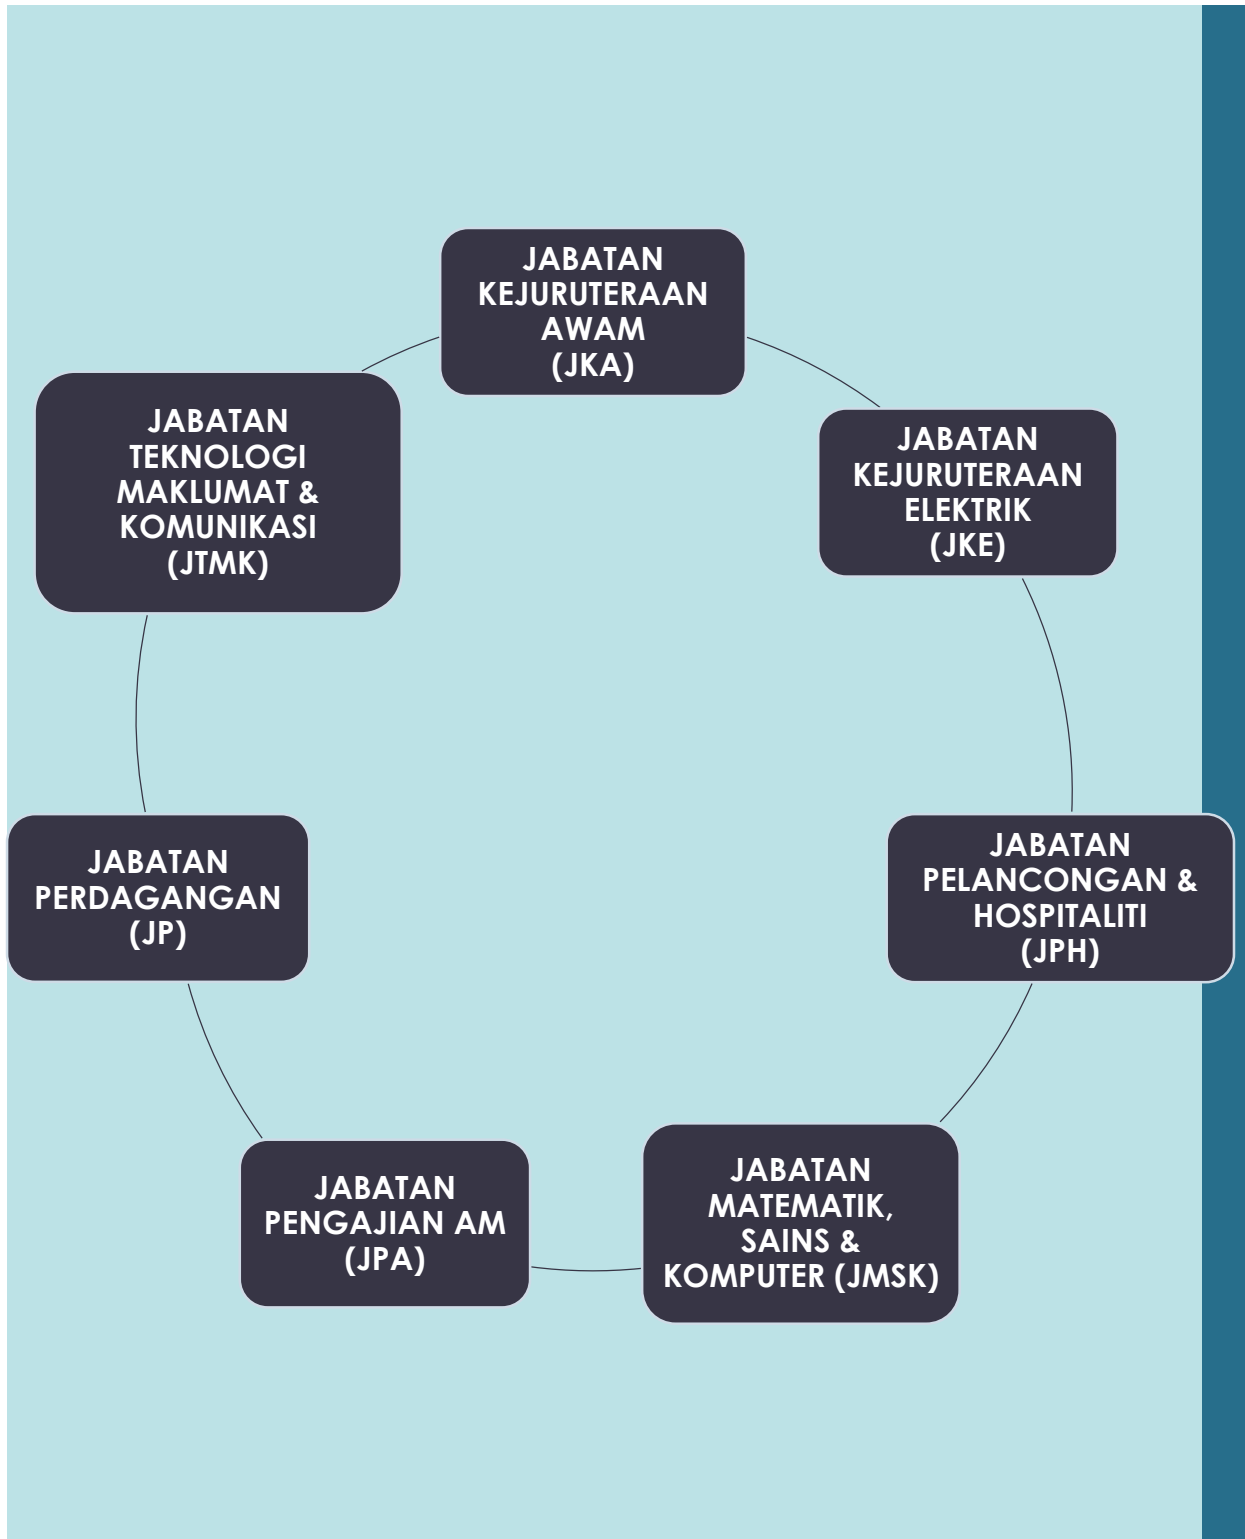 JABATAN
KEJURUTERAAN
AWAM
(JKA)
JABATAN
KEJURUTERAAN
ELEKTRIK
(JKE)
JABATAN
PELANCONGAN &
HOSPITALITI
(JPH)
JABATAN
MATEMATIK,
SAINS &
KOMPUTER (JMSK)
JABATAN
PENGAJIAN AM
(JPA)
JABATAN
PERDAGANGAN
(JP)
JABATAN
TEKNOLOGI
MAKLUMAT &
KOMUNIKASI
(JTMK)